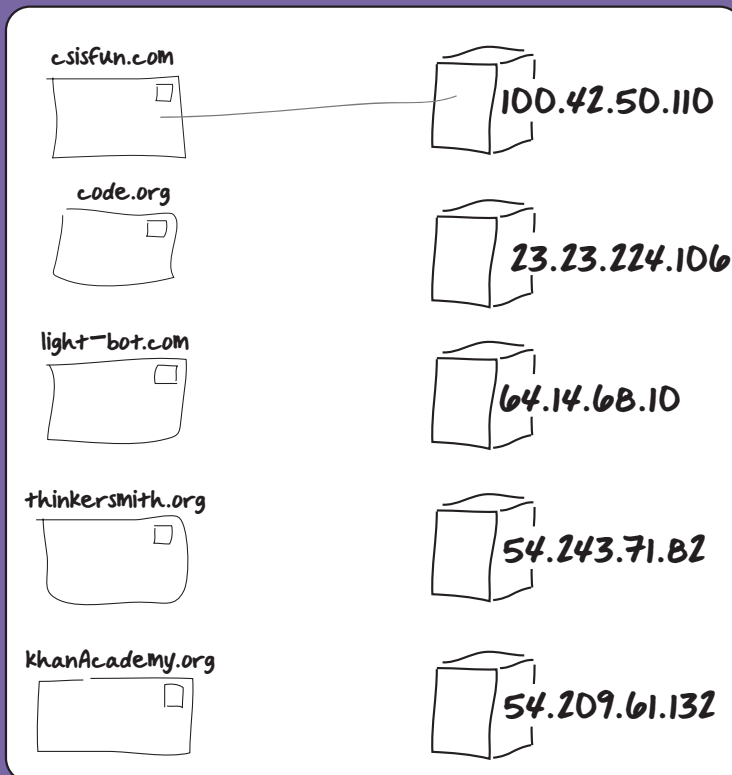 csisfun.com
100.42.50.110
code.org
23.23.224.106
light-bot.com
64.14.68.10
thinkersmith.org
54.243.71.82
khanAcademy.org
54.209.61.132